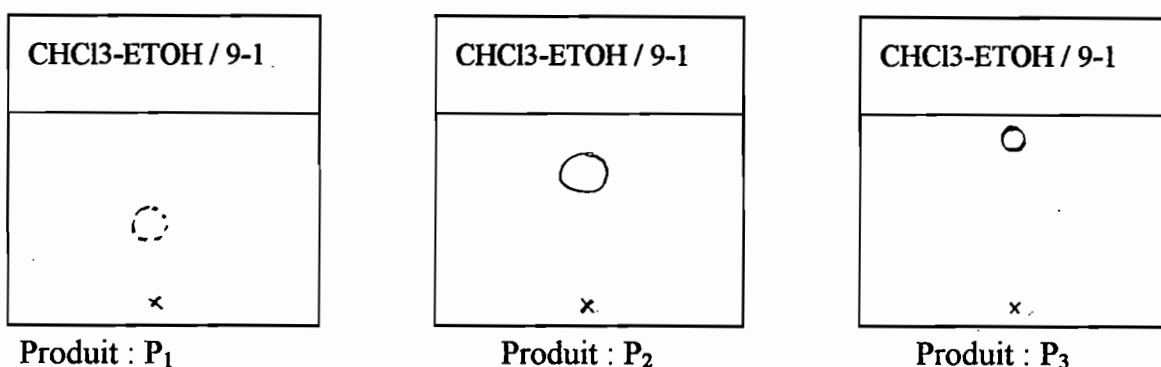 CHCl3-ETOH / 9-1
CHCl3-ETOH / 9-1
CHCl3-ETOH / 9-1
x
x
x
Produit : P₁
Produit : P₂
Produit : P₃